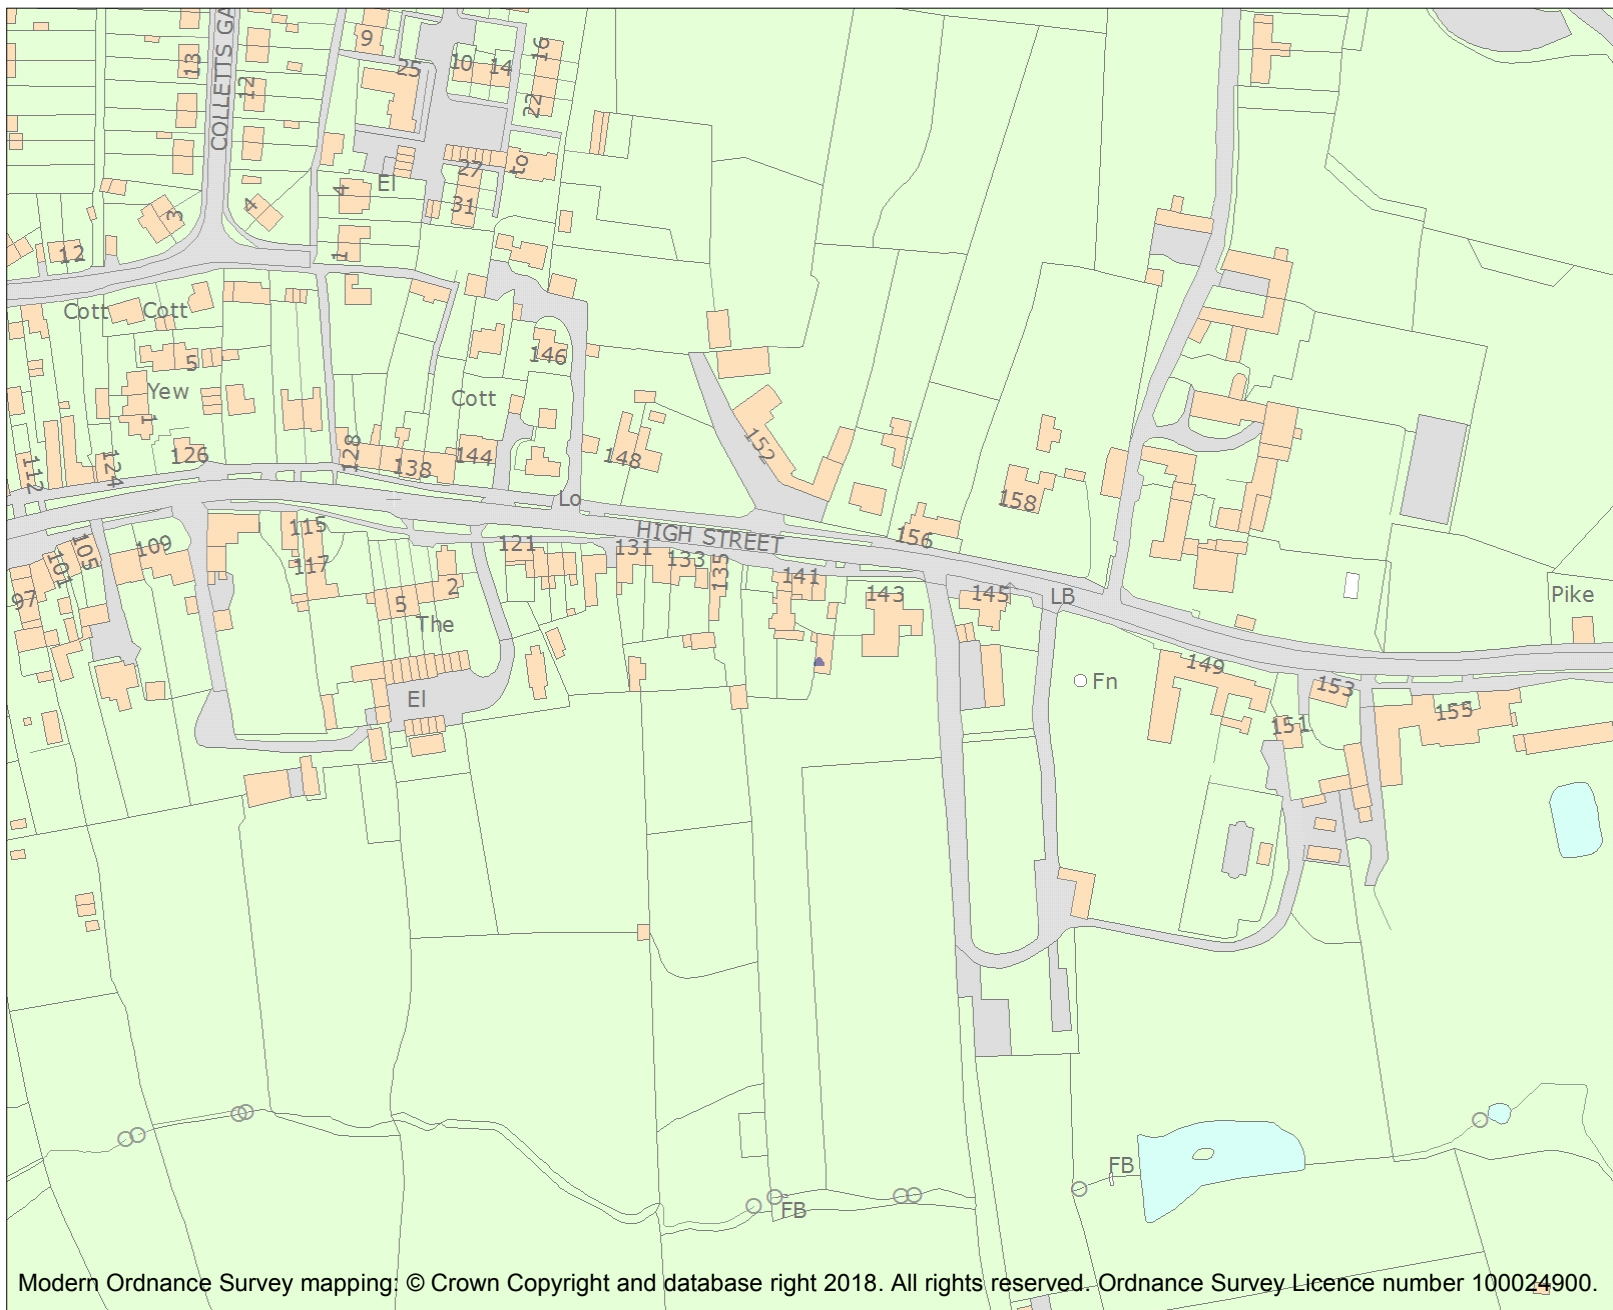 COLLETTS GA
9
13
12
25
10
14
16
22
El
27
to
31
4
4
3
1
12
Cott
Cott
5
Yew
1
146
Cott
112
124
126
128
138
144
148
152
158
156
Lo
HIGH STREET
97
101
105
109
115
117
121
131
133
135
141
143
145
LB
Pike
5
2
The
El
Fn
149
151
153
155
FB
FB
Modern Ordnance Survey mapping: © Crown Copyright and database right 2018. All rights reserved. Ordnance Survey Licence number 100024900.